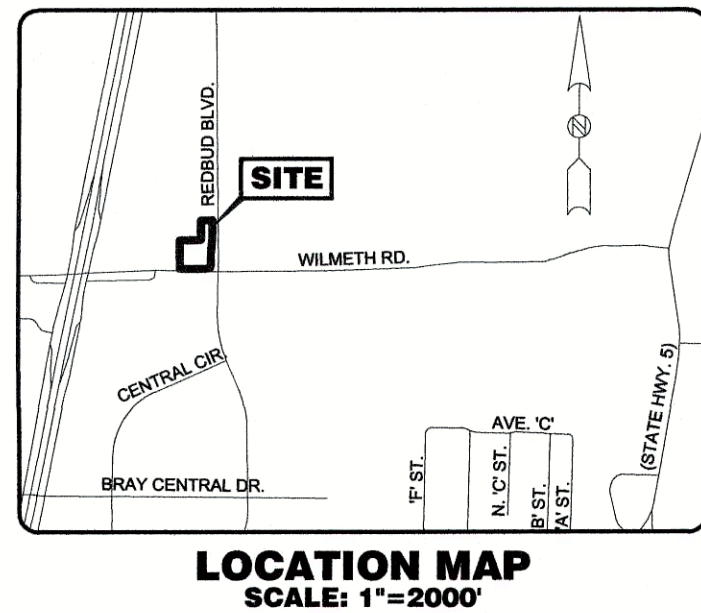 REDBUD BLVD.
SITE
WILMETH RD.
CENTRAL CIR.
BRAY CENTRAL DR.
AVE. 'C'
'F' ST.
N. 'C' ST.
'B' ST.
'A' ST.
(STATE HWY. 5)
N
LOCATION MAP
SCALE: 1"=2000'